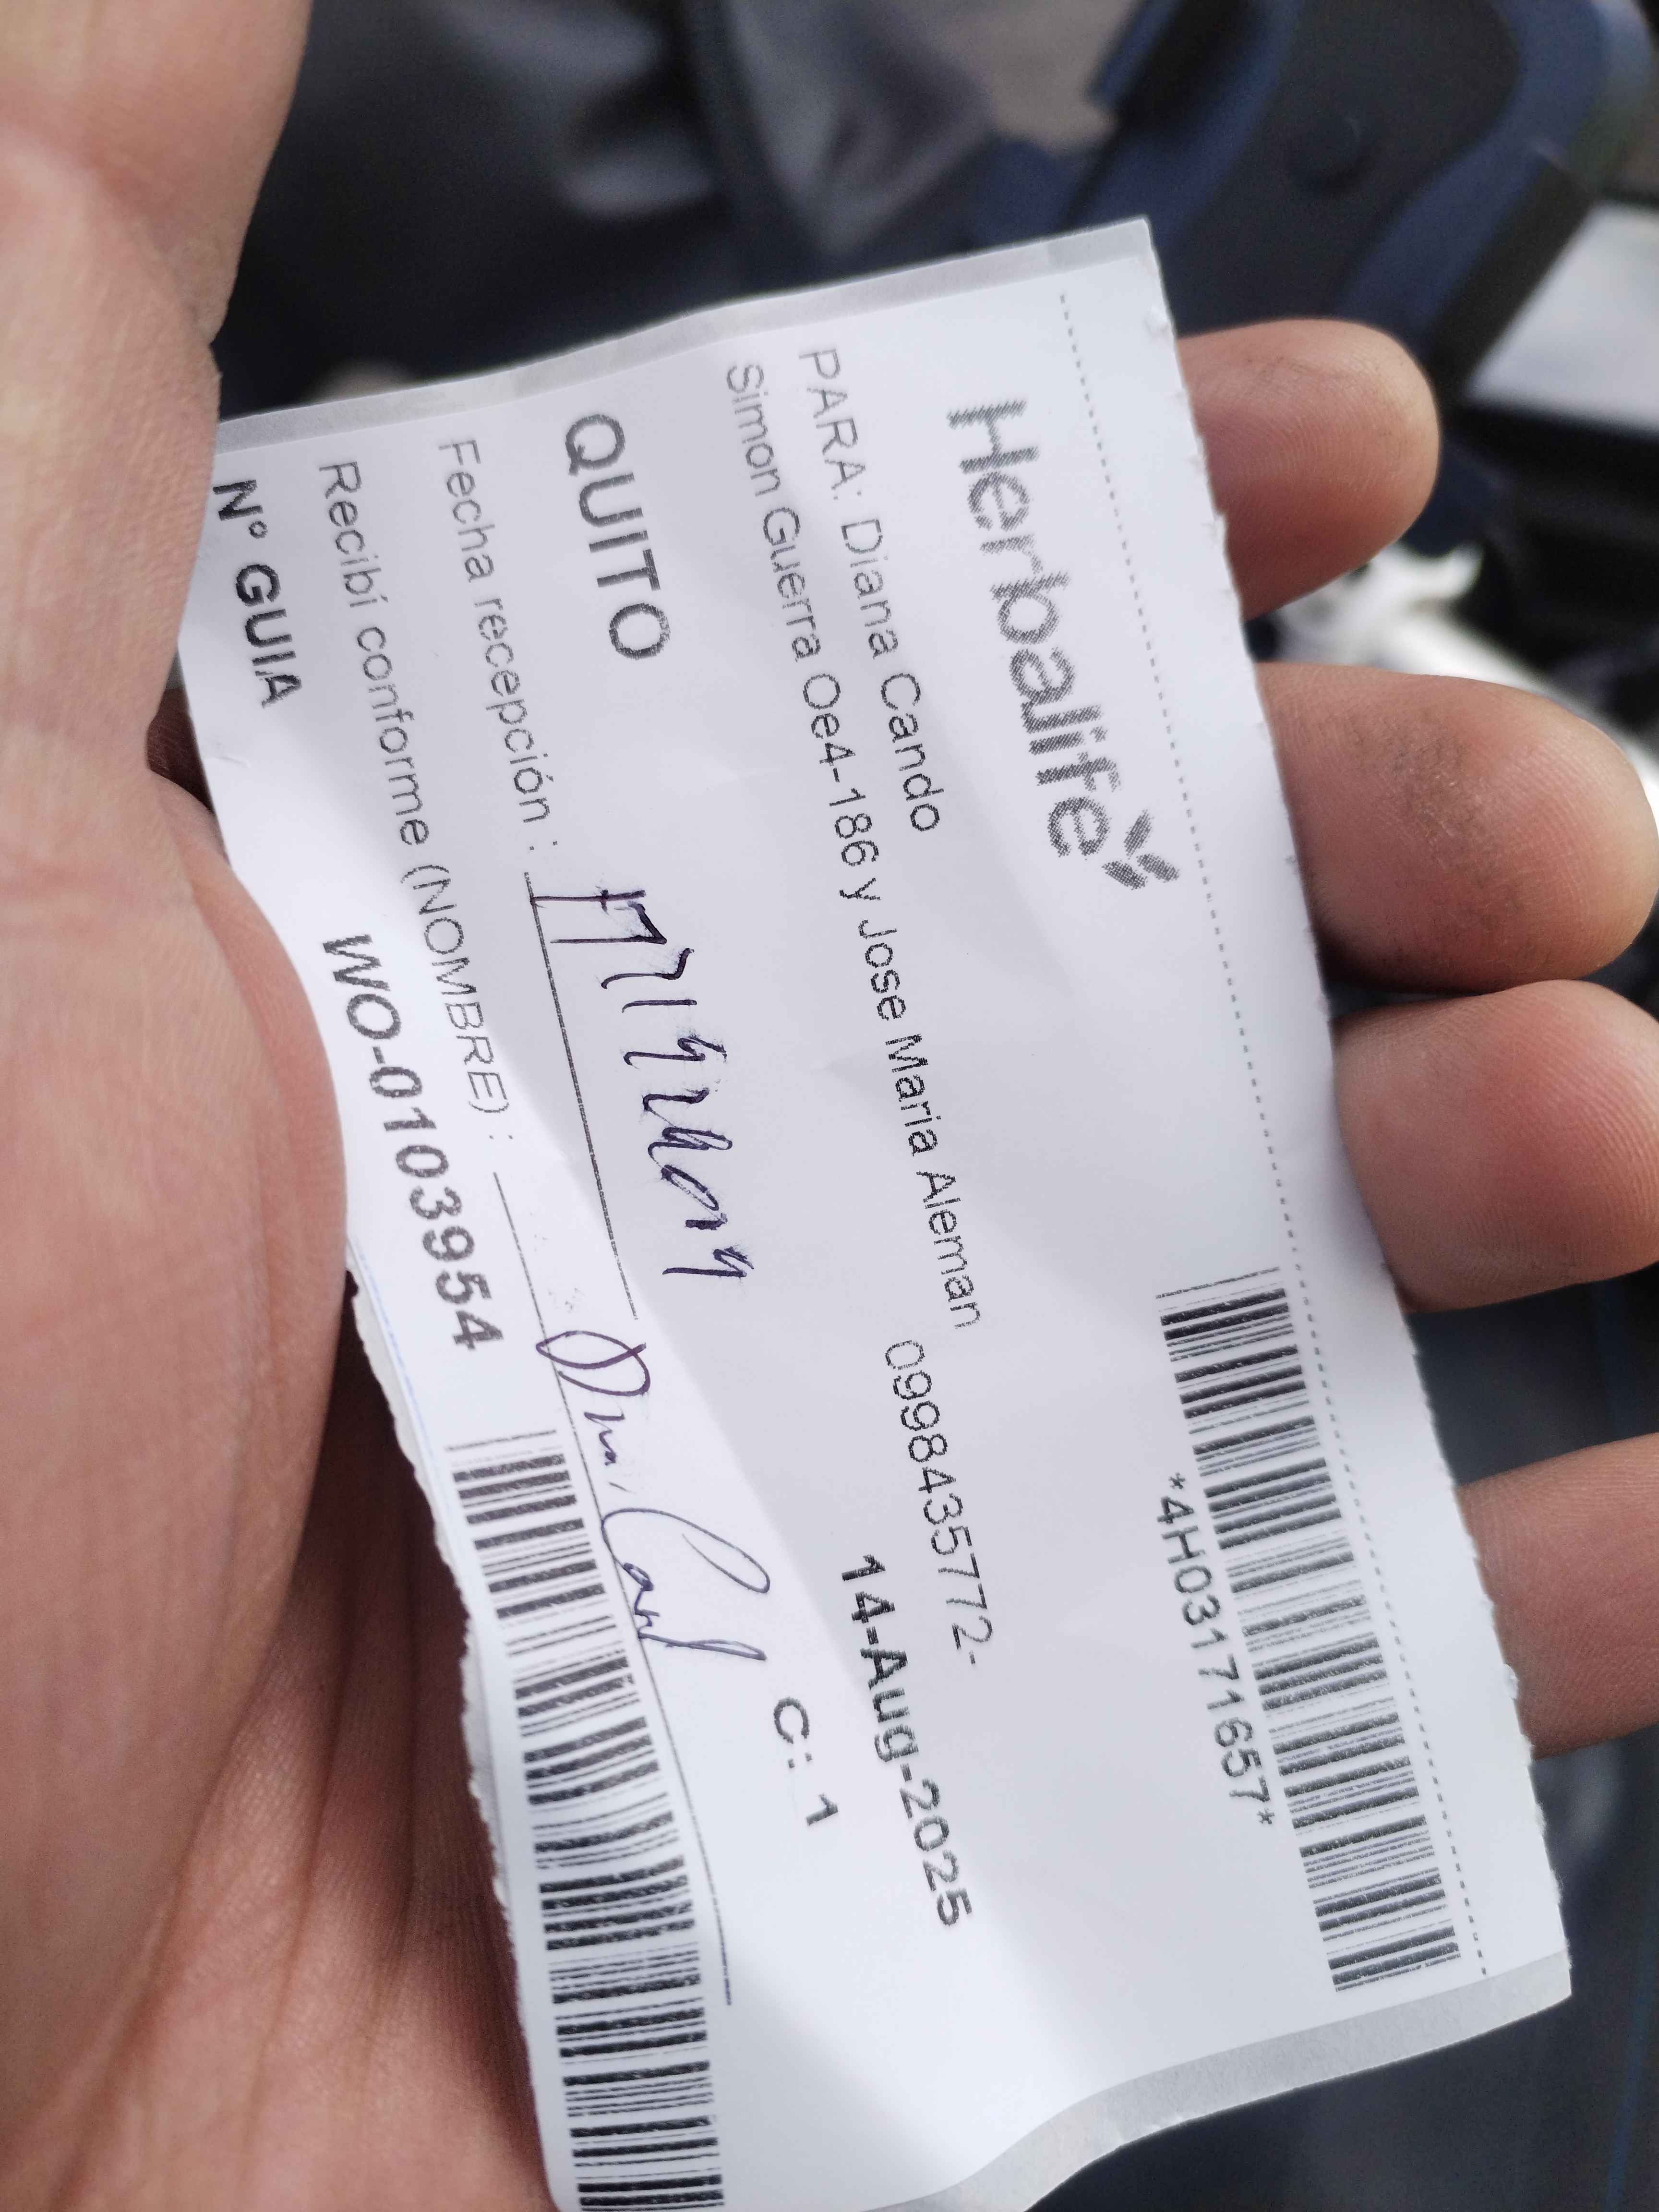 Herbalife
*4H03171657*
PARA: Diana Cando
Simon Guerra Oe4-186 y Jose Maria Aleman 0998435772-
QUITO 14-Aug-2025
Fecha recepción :
C: 1
Recibí conforme (NOMBRE) :
N° GUIA WO-0103954